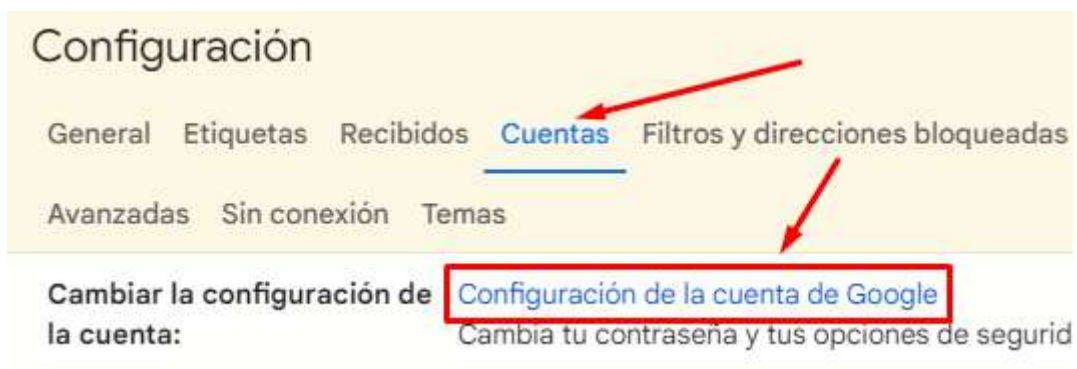 Configuración
General Etiquetas Recibidos Cuentas Filtros y direcciones bloqueadas
Avanzadas Sin conexión Temas
Cambiar la configuración de Configuración de la cuenta de Google
la cuenta: Cambia tu contraseña y tus opciones de segurid